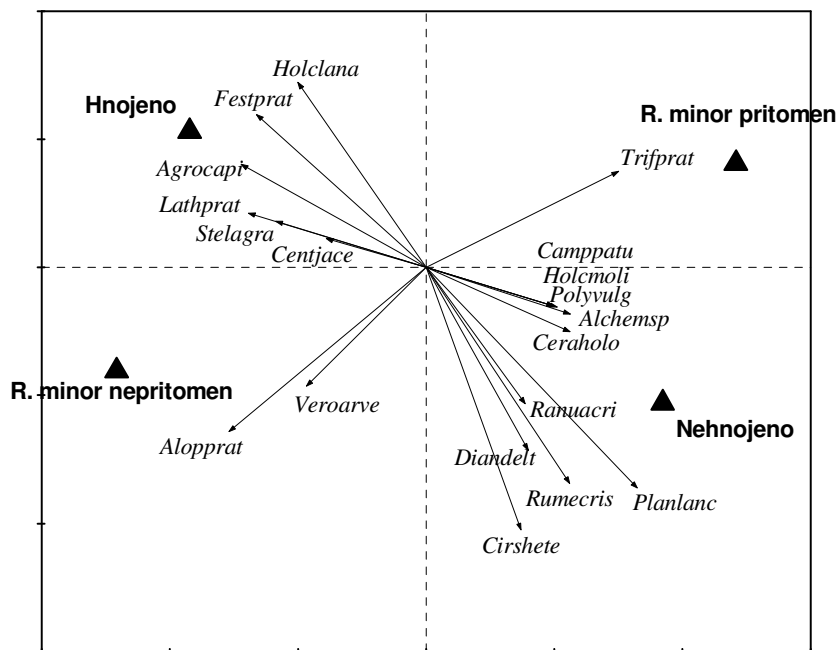 Holclana
Festprat
Hnojeno
R. minor pritomen
Trifprat
Agrocapi
Lathprat
Stelagra
Centjace
Camppatu
Holcmoli
Polyvulg
Alchemsp
Ceraholo
R. minor nepritomen
Veroarve
Ranuacri
Nehnojeno
Alopprat
Diandelt
Rumecris
Planlanc
Cirshete